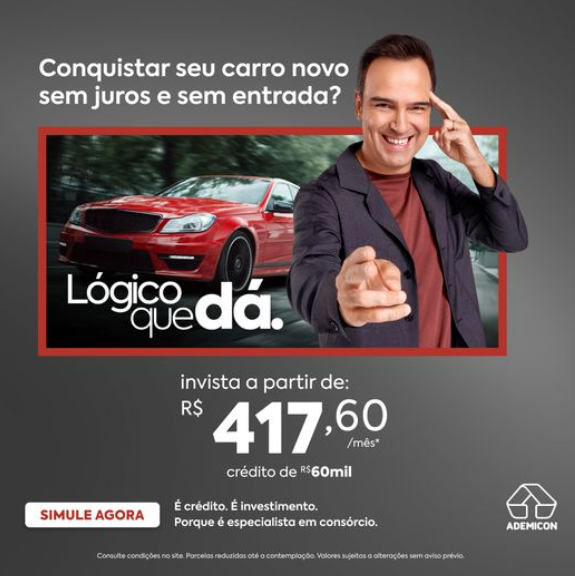 Conquistar seu carro novo
sem juros e sem entrada?
Lógico
que dá.
invista a partir de:
R$ 417,60
/mês*
crédito de R$60mil
SIMULE AGORA
É crédito. É investimento.
Porque é especialista em consórcio.
ADEMICON
Consulte condições no site. Parcelas reduzidas até a contemplação. Valores sujeitos a alterações sem aviso prévio.